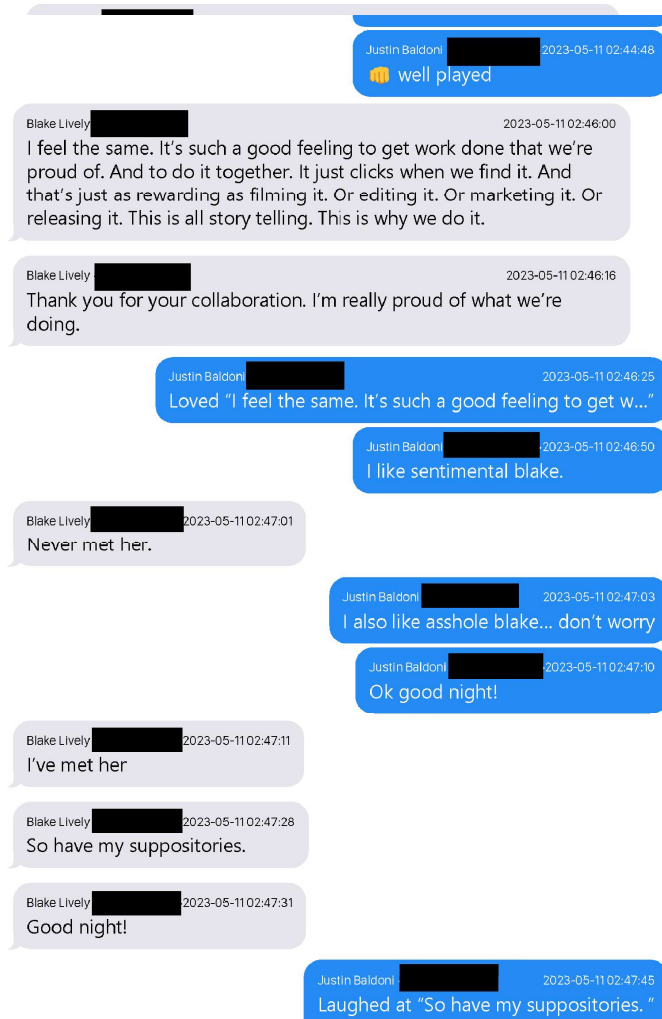 Justin Baldoni 2023-05-11 02:44:48
👊 well played
Blake Lively 2023-05-11 02:46:00
I feel the same. It's such a good feeling to get work done that we're
proud of. And to do it together. It just clicks when we find it. And
that's just as rewarding as filming it. Or editing it. Or marketing it. Or
releasing it. This is all story telling. This is why we do it.
Blake Lively 2023-05-11 02:46:16
Thank you for your collaboration. I'm really proud of what we're
doing.
Justin Baldoni 2023-05-11 02:46:25
Loved "I feel the same. It's such a good feeling to get w..."
Justin Baldoni 2023-05-11 02:46:50
I like sentimental blake.
Blake Lively 2023-05-11 02:47:01
Never met her.
Justin Baldoni 2023-05-11 02:47:03
I also like asshole blake... don't worry
Justin Baldoni 2023-05-11 02:47:10
Ok good night!
Blake Lively 2023-05-11 02:47:11
I've met her
Blake Lively 2023-05-11 02:47:28
So have my suppositories.
Blake Lively 2023-05-11 02:47:31
Good night!
Justin Baldoni 2023-05-11 02:47:45
Laughed at "So have my suppositories. "